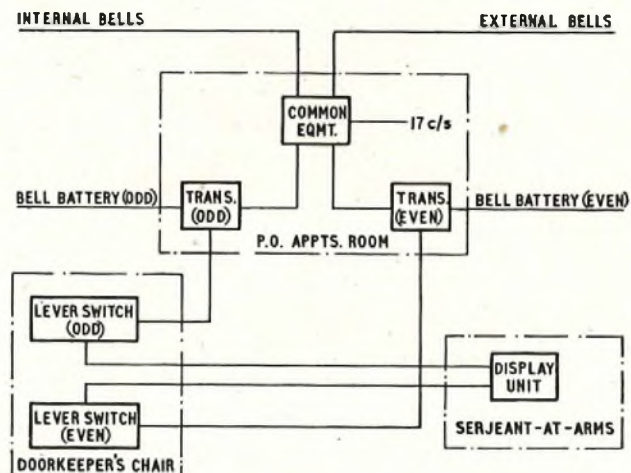 INTERNAL BELLS
EXTERNAL BELLS
COMMON
EQMT.
17 c/s
BELL BATTERY (ODD)
TRANS.
(ODD)
TRANS.
(EVEN)
BELL BATTERY (EVEN)
P.O. APPTS. ROOM
LEVER SWITCH
(ODD)
DISPLAY
UNIT
LEVER SWITCH
(EVEN)
SERJEANT-AT-ARMS
DOORKEEPER'S CHAIR